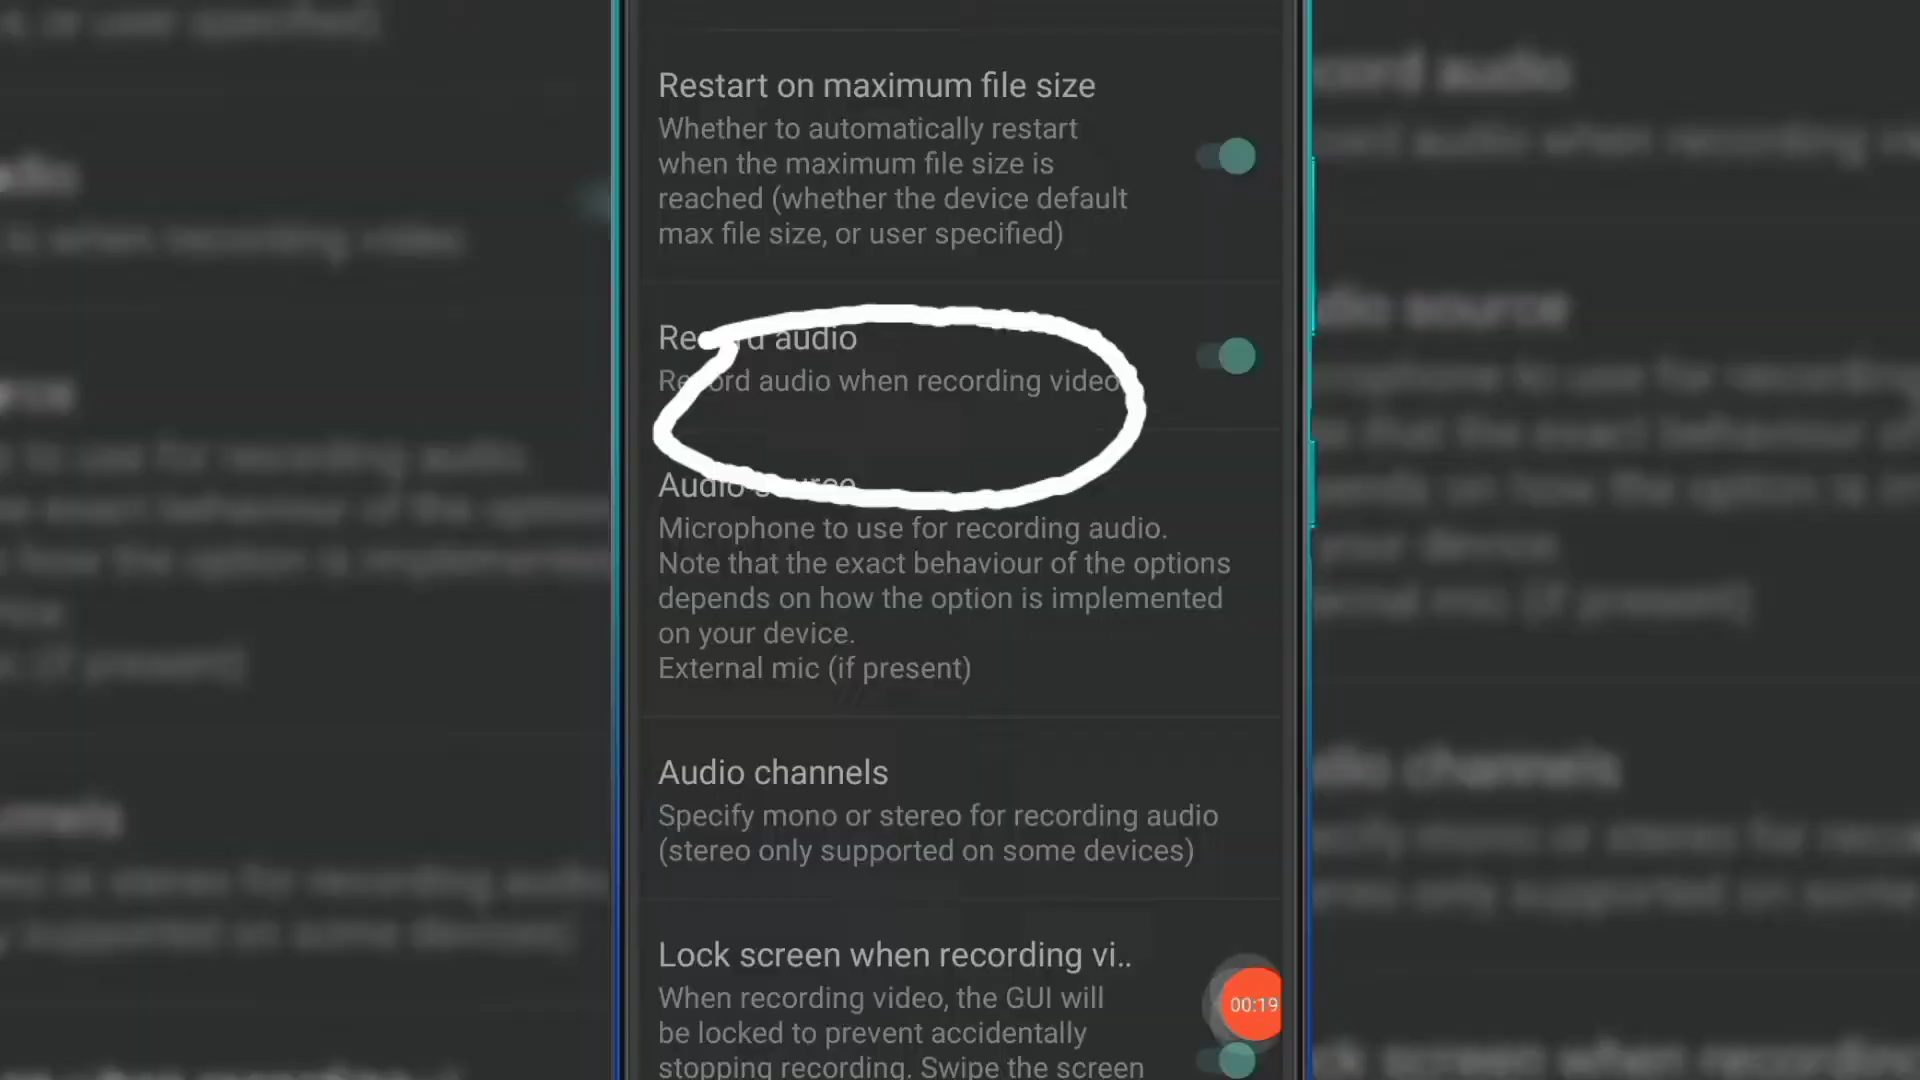 Restart on maximum file size
Whether to automatically restart
when the maximum file size is
reached (whether the device default
max file size, or user specified)
Record audio
Record audio when recording video
Audio source
Microphone to use for recording audio.
Note that the exact behaviour of the options
depends on how the option is implemented
on your device.
External mic (if present)
Audio channels
Specify mono or stereo for recording audio
(stereo only supported on some devices)
Lock screen when recording vi..
When recording video, the GUI will
be locked to prevent accidentally
00:19
stopping recording. Swipe the screen